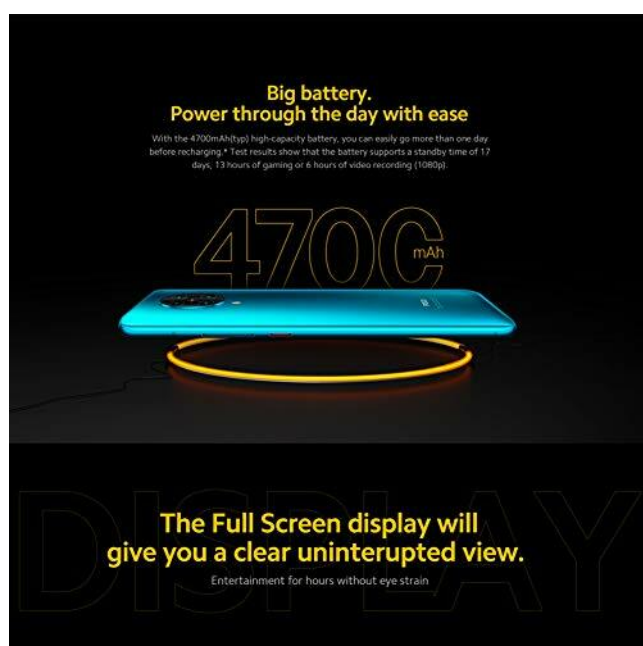 Big battery.
Power through the day with ease
With the 4700mAh(typ) high-capacity battery, you can easily go more than one day
before recharging.* Test results show that the battery supports a standby time of 17
days, 13 hours of gaming or 6 hours of video recording (1080p).
4700
mAh
DISPLAY
The Full Screen display will
give you a clear uninterupted view.
Entertainment for hours without eye strain